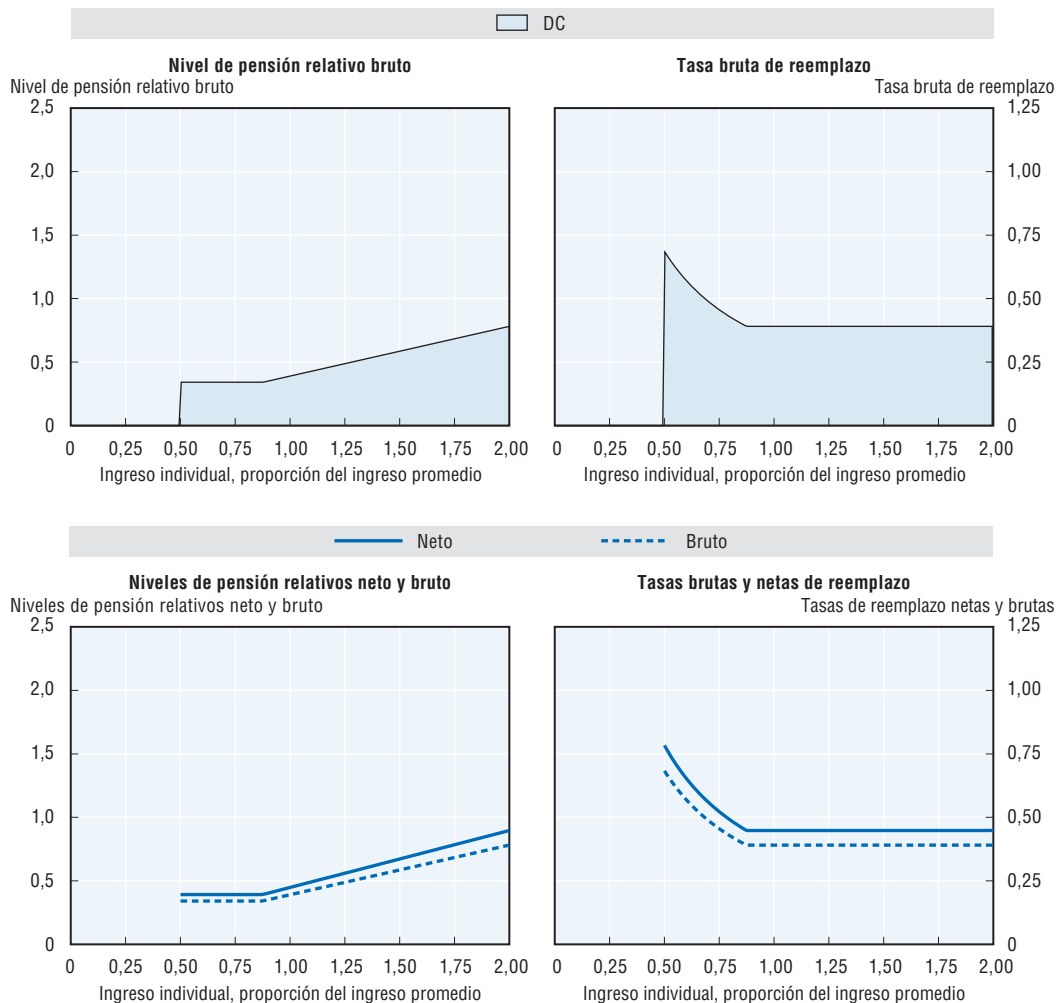 DC
Nivel de pensión relativo bruto
Nivel de pensión relativo bruto
2,5
2,0
1,5
1,0
0,5
0
0 0,25 0,50 0,75 1,00 1,25 1,50 1,75 2,00
Ingreso individual, proporción del ingreso promedio
Tasa bruta de reemplazo
Tasa bruta de reemplazo
1,25
1,00
0,75
0,50
0,25
0
0 0,25 0,50 0,75 1,00 1,25 1,50 1,75 2,00
Ingreso individual, proporción del ingreso promedio
Neto Bruto
Niveles de pensión relativos neto y bruto
Niveles de pensión relativos neto y bruto
2,5
2,0
1,5
1,0
0,5
0
0 0,25 0,50 0,75 1,00 1,25 1,50 1,75 2,00
Ingreso individual, proporción del ingreso promedio
Tasas brutas y netas de reemplazo
Tasas de reemplazo netas y brutas
1,25
1,00
0,75
0,50
0,25
0
0 0,25 0,50 0,75 1,00 1,25 1,50 1,75 2,00
Ingreso individual, proporción del ingreso promedio